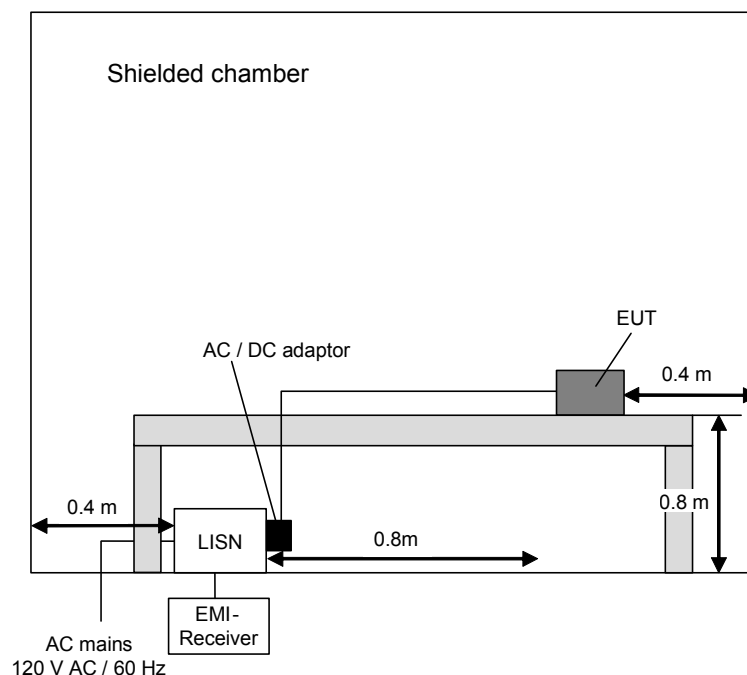 Shielded chamber
EUT
AC / DC adaptor
0.4 m
0.4 m
0.8 m
LISN
0.8m
EMI-
Receiver
AC mains
120 V AC / 60 Hz